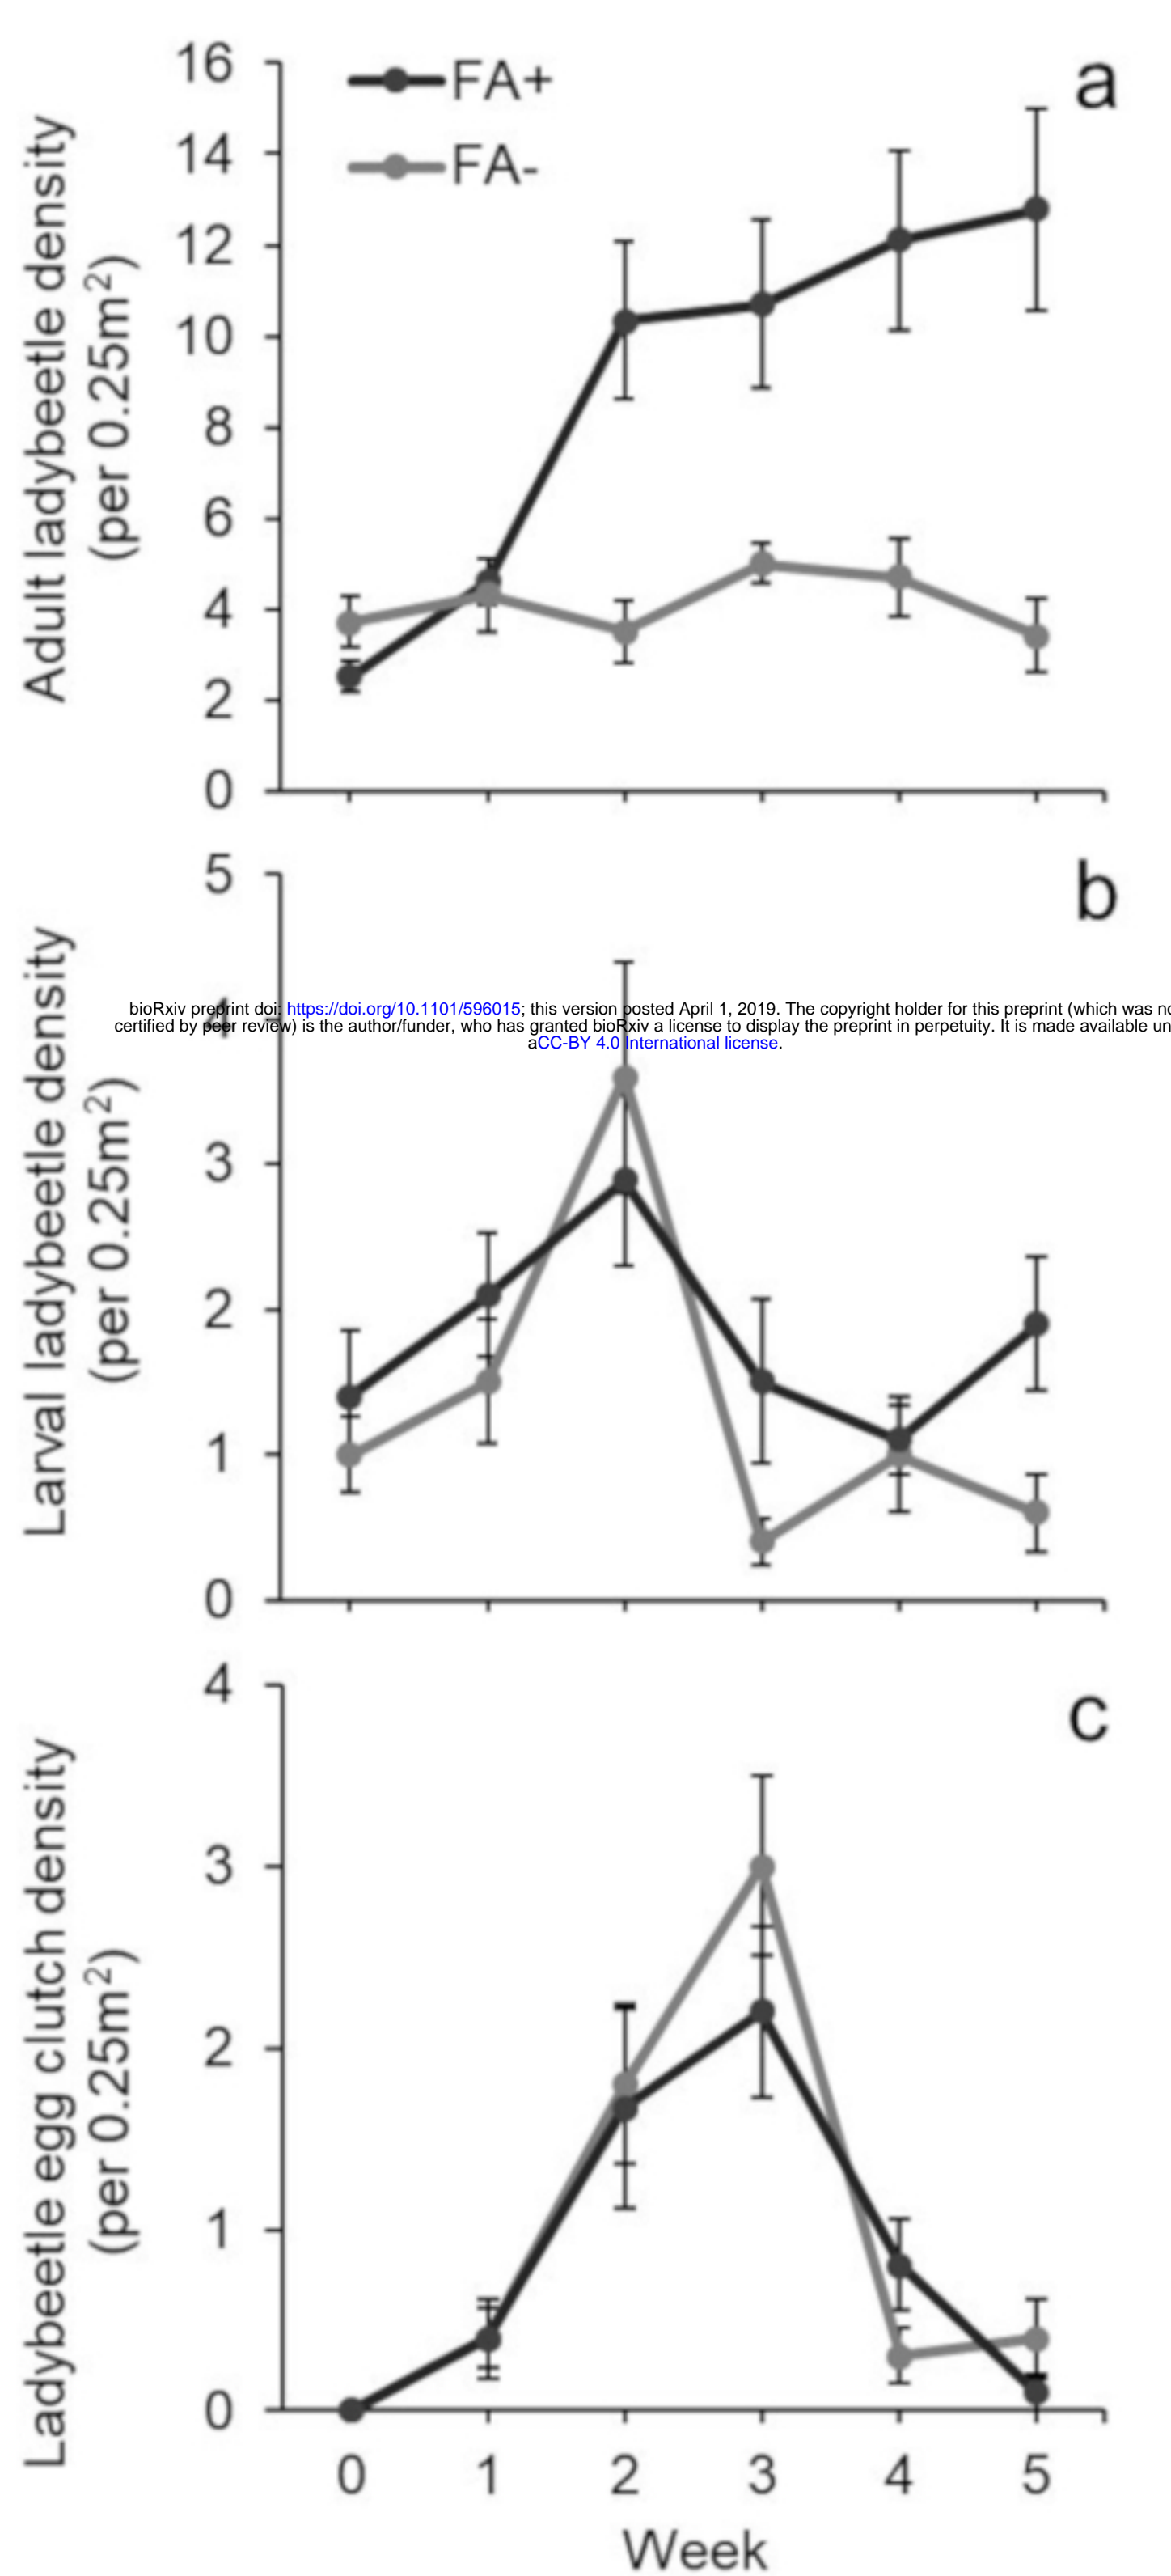 16
FA+
a
14
FA-
12
10
8
6
4
2
0
Adult ladybeetle density
(per 0.25m²)
5
b
4
bioRxiv preprint doi: https://doi.org/10.1101/596015; this version posted April 1, 2019. The copyright holder for this preprint (which was
certified by peer review) is the author/funder, who has granted bioRxiv a license to display the preprint in perpetuity. It is made available
aCC-BY 4.0 International license.
3
2
1
0
Larval ladybeetle density
(per 0.25m²)
4
c
3
2
1
0
Ladybeetle egg clutch density
(per 0.25m²)
0 1 2 3 4 5
Week